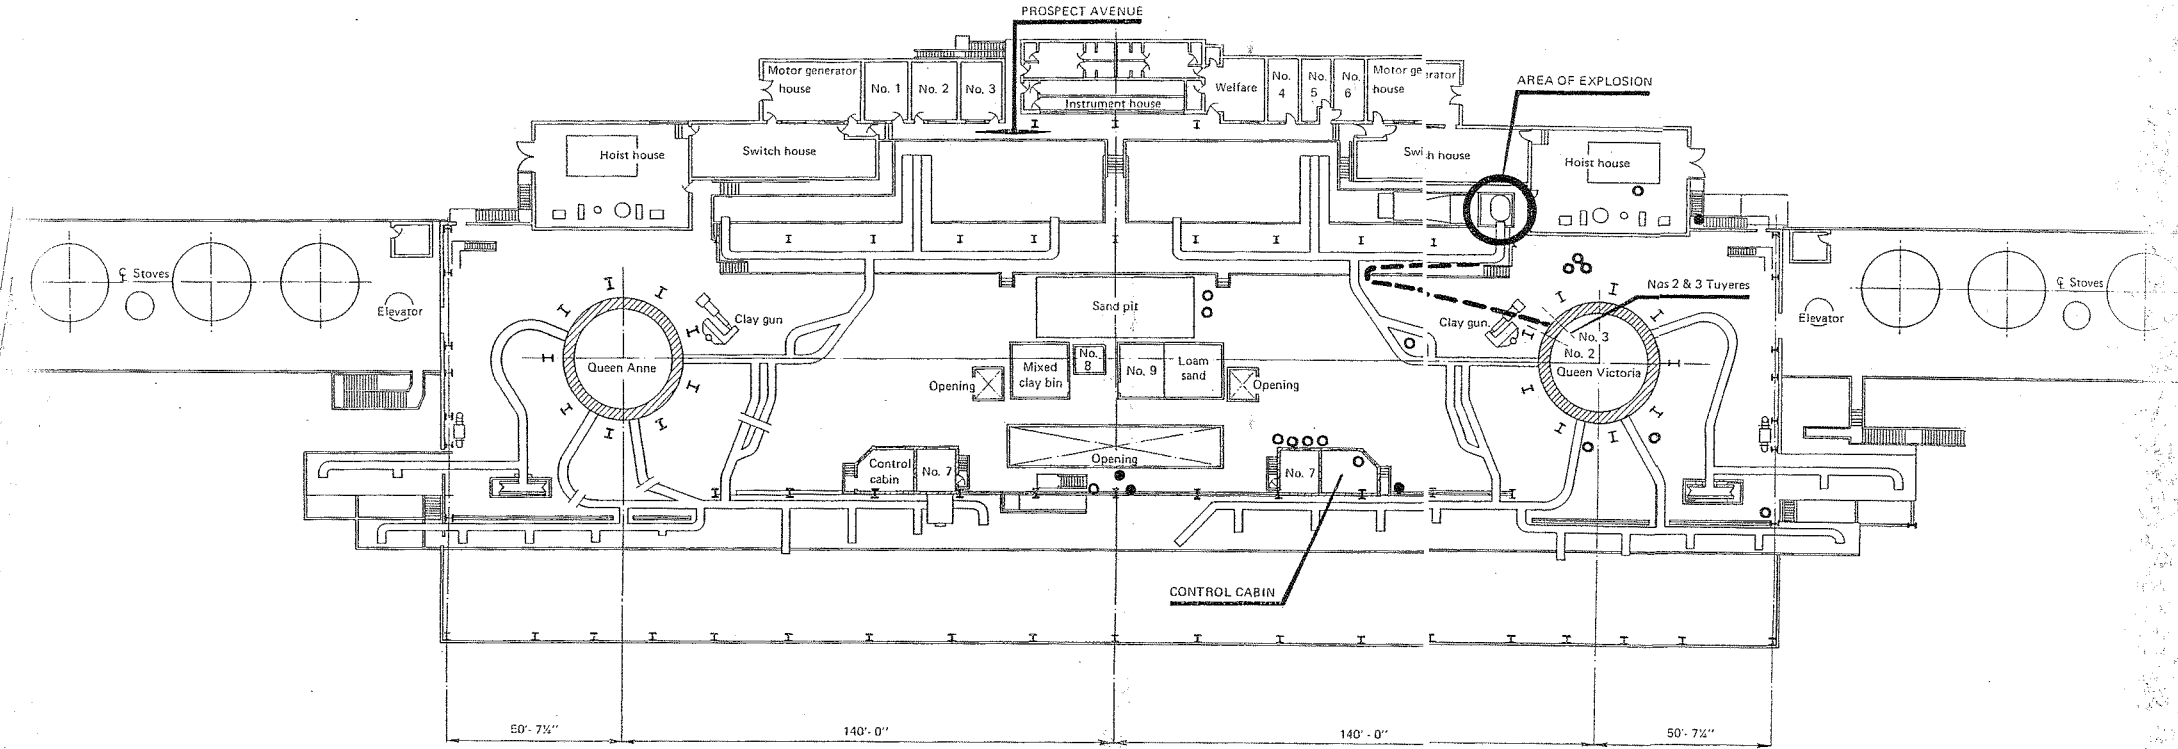 PROSPECT AVENUE
AREA OF EXPLOSION
Motor generator
house
No. 1
No. 2
No. 3
Instrument house
Welfare
No.
4
No.
5
No.
6
Motor generator
house
Hoist house
Switch house
Switch house
Hoist house
Nos 2 & 3 Tuyeres
℄ Stoves
Elevator
Clay gun
Sand pit
Clay gun
Elevator
℄ Stoves
Queen Anne
Opening
Mixed
clay bin
No.
8
No. 9
Loam
sand
Opening
No. 3
No. 2
Queen Victoria
Control
cabin
No. 7
Opening
No. 7
CONTROL CABIN
50'- 7¼"
140'- 0"
140'- 0"
50'- 7¼"